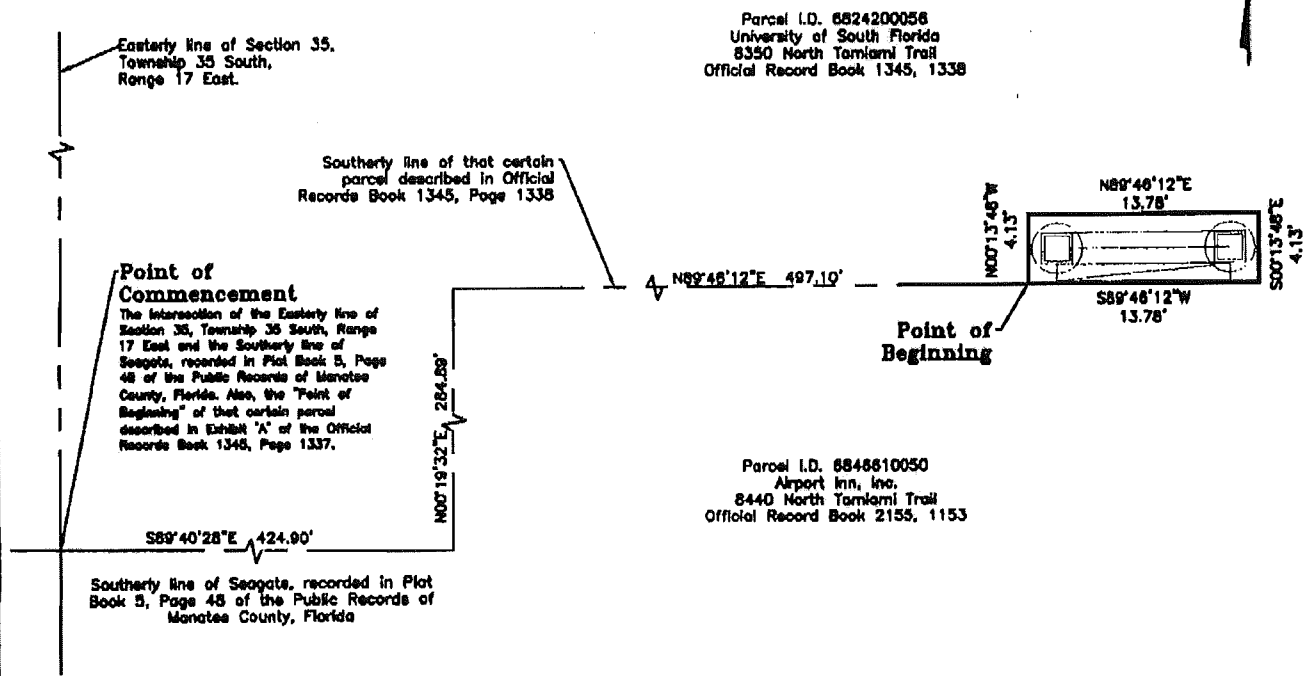 Parcel I.D. 6824200056
University of South Florida
8350 North Tamiami Trail
Official Record Book 1345, 1338
Easterly line of Section 35,
Township 35 South,
Range 17 East.
Southerly line of that certain
parcel described in Official
Records Book 1345, Page 1338
N89°46'12"E
13.78'
N00°13'48"W
4.13'
S00°13'48"E
4.13'
S89°46'12"W
13.78'
N89°46'12"E 497.10'
Point of
Beginning
Point of
Commencement
The intersection of the Easterly line of
Section 35, Township 35 South, Range
17 East and the Southerly line of
Seagate, recorded in Plat Book 5, Page
48 of the Public Records of Manatee
County, Florida. Also, the "Point of
Beginning" of that certain parcel
described in Exhibit "A" of the Official
Records Book 1345, Page 1337.
N00°19'32"E 284.89'
Parcel I.D. 6846610050
Airport Inn, Inc.
8440 North Tamiami Trail
Official Record Book 2155, 1153
S89°40'28"E 424.90'
Southerly line of Seagate, recorded in Plat
Book 5, Page 48 of the Public Records of
Manatee County, Florida